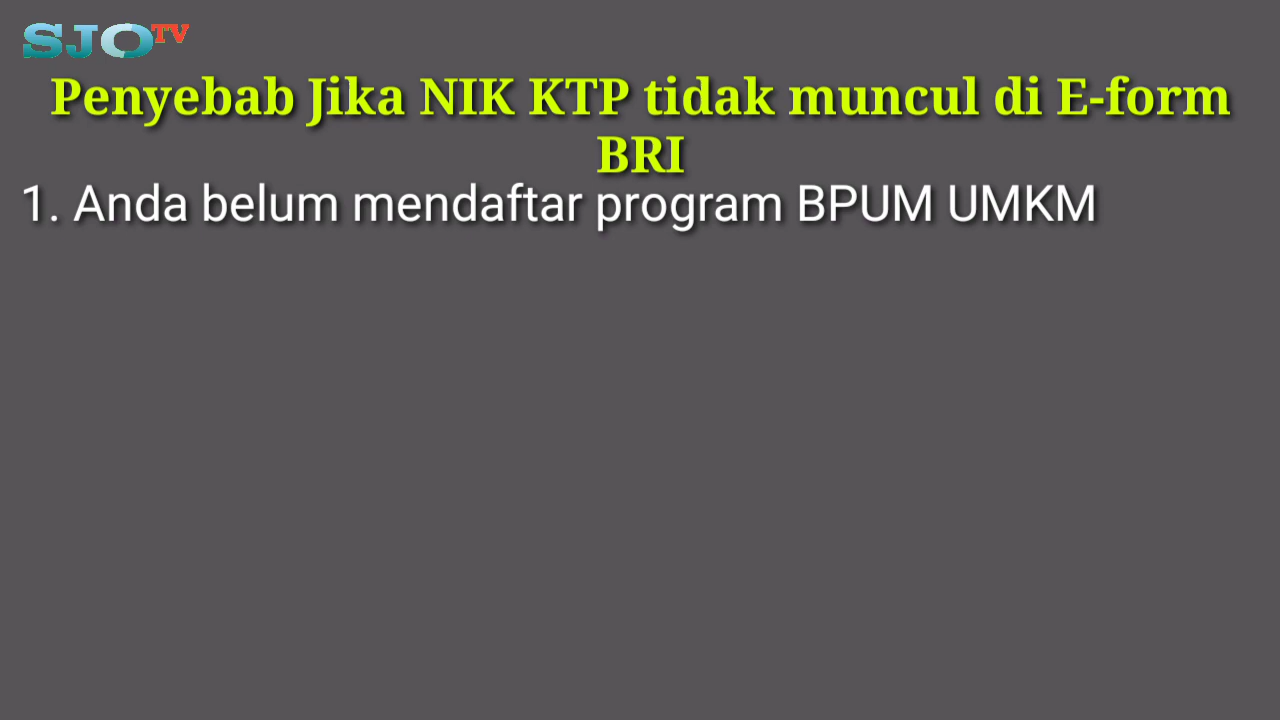 SJOTV
Penyebab Jika NIK KTP tidak muncul di E-form
BRI
1. Anda belum mendaftar program BPUM UMKM